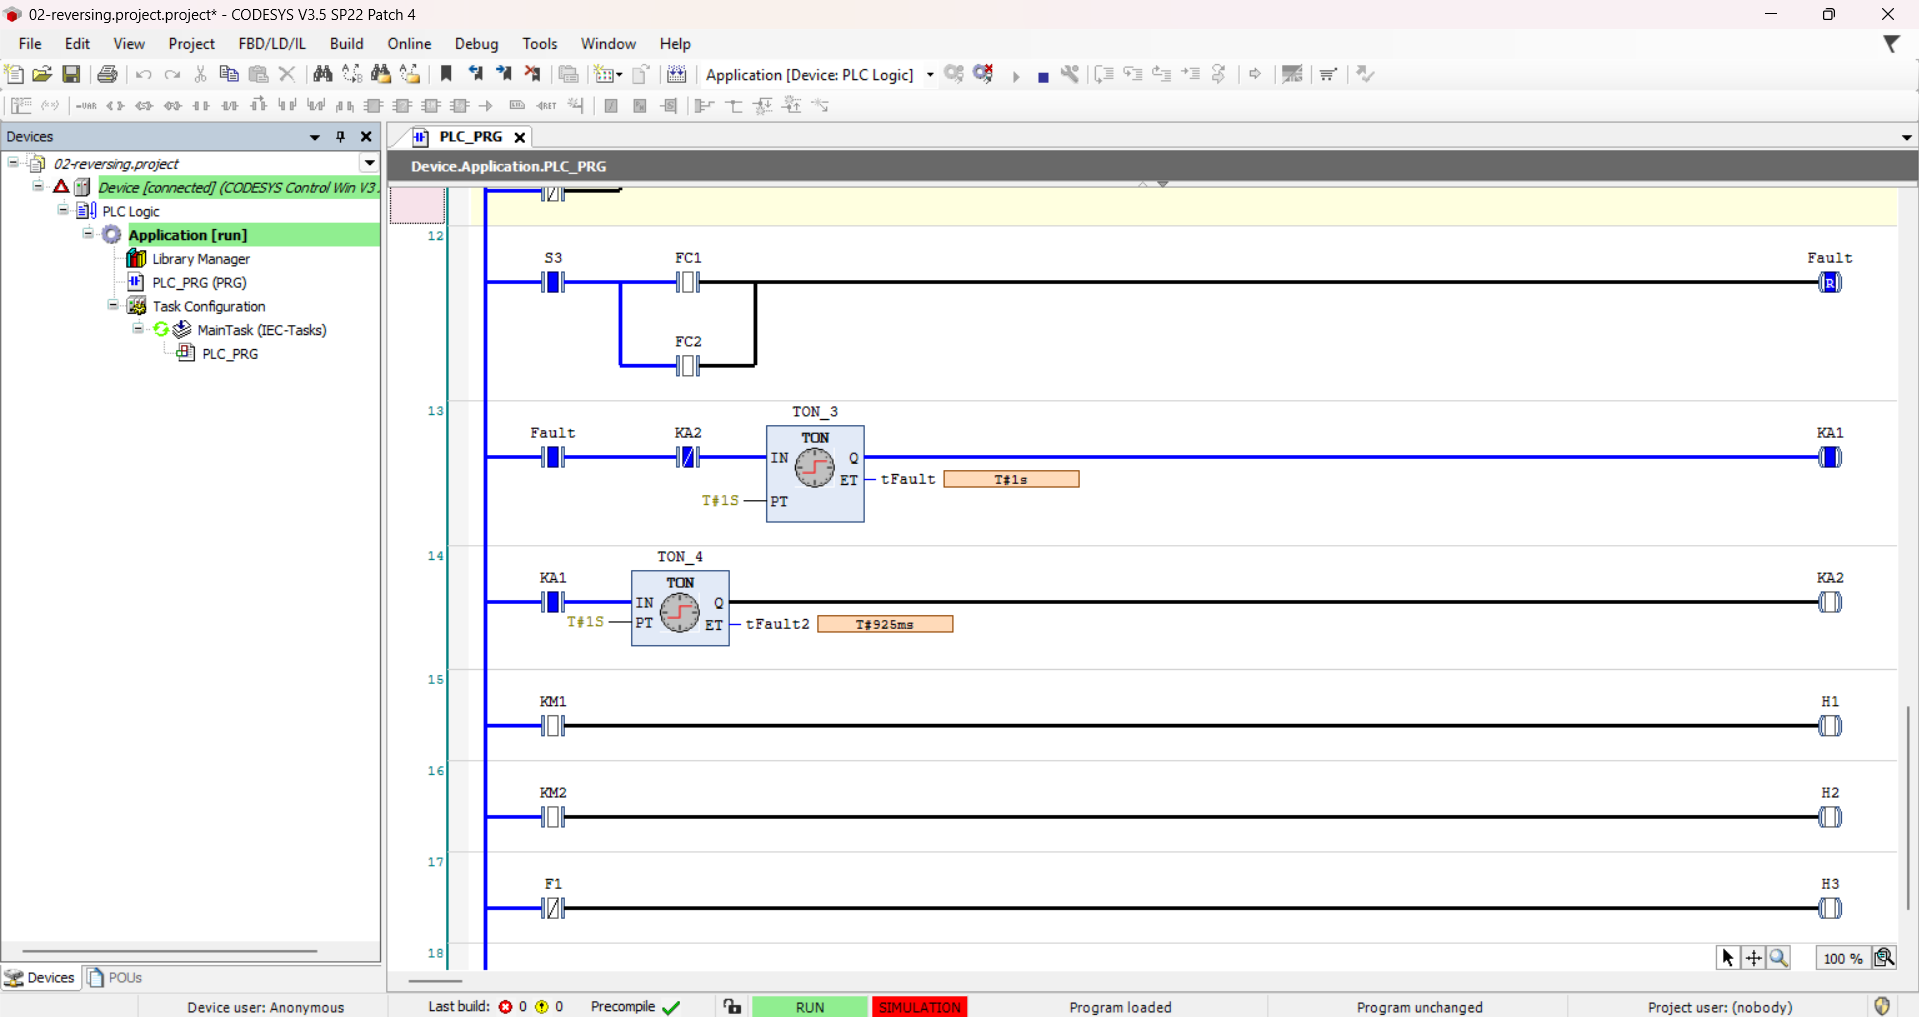 02-reversing.project.project* - CODESYS V3.5 SP22 Patch 4
File Edit View Project FBD/LD/IL Build Online Debug Tools Window Help
Application [Device: PLC Logic]
Devices
02-reversing.project
Device [connected] (CODESYS Control Win V3
PLC Logic
Application [run]
Library Manager
PLC_PRG (PRG)
Task Configuration
MainTask (IEC-Tasks)
PLC_PRG
Devices POUs
PLC_PRG
Device.Application.PLC_PRG
12
S3 FC1 Fault
R
FC2
13
TON_3
Fault KA2 TON KA1
IN Q
ET tFault T#1s
T#1S PT
14
TON_4
KA1 TON KA2
IN Q
T#1S PT ET tFault2 T#925ms
15
KM1 H1
16
KM2 H2
17
F1 H3
18
100 %
Device user: Anonymous Last build: 0 0 Precompile RUN SIMULATION Program loaded Program unchanged Project user: (nobody)